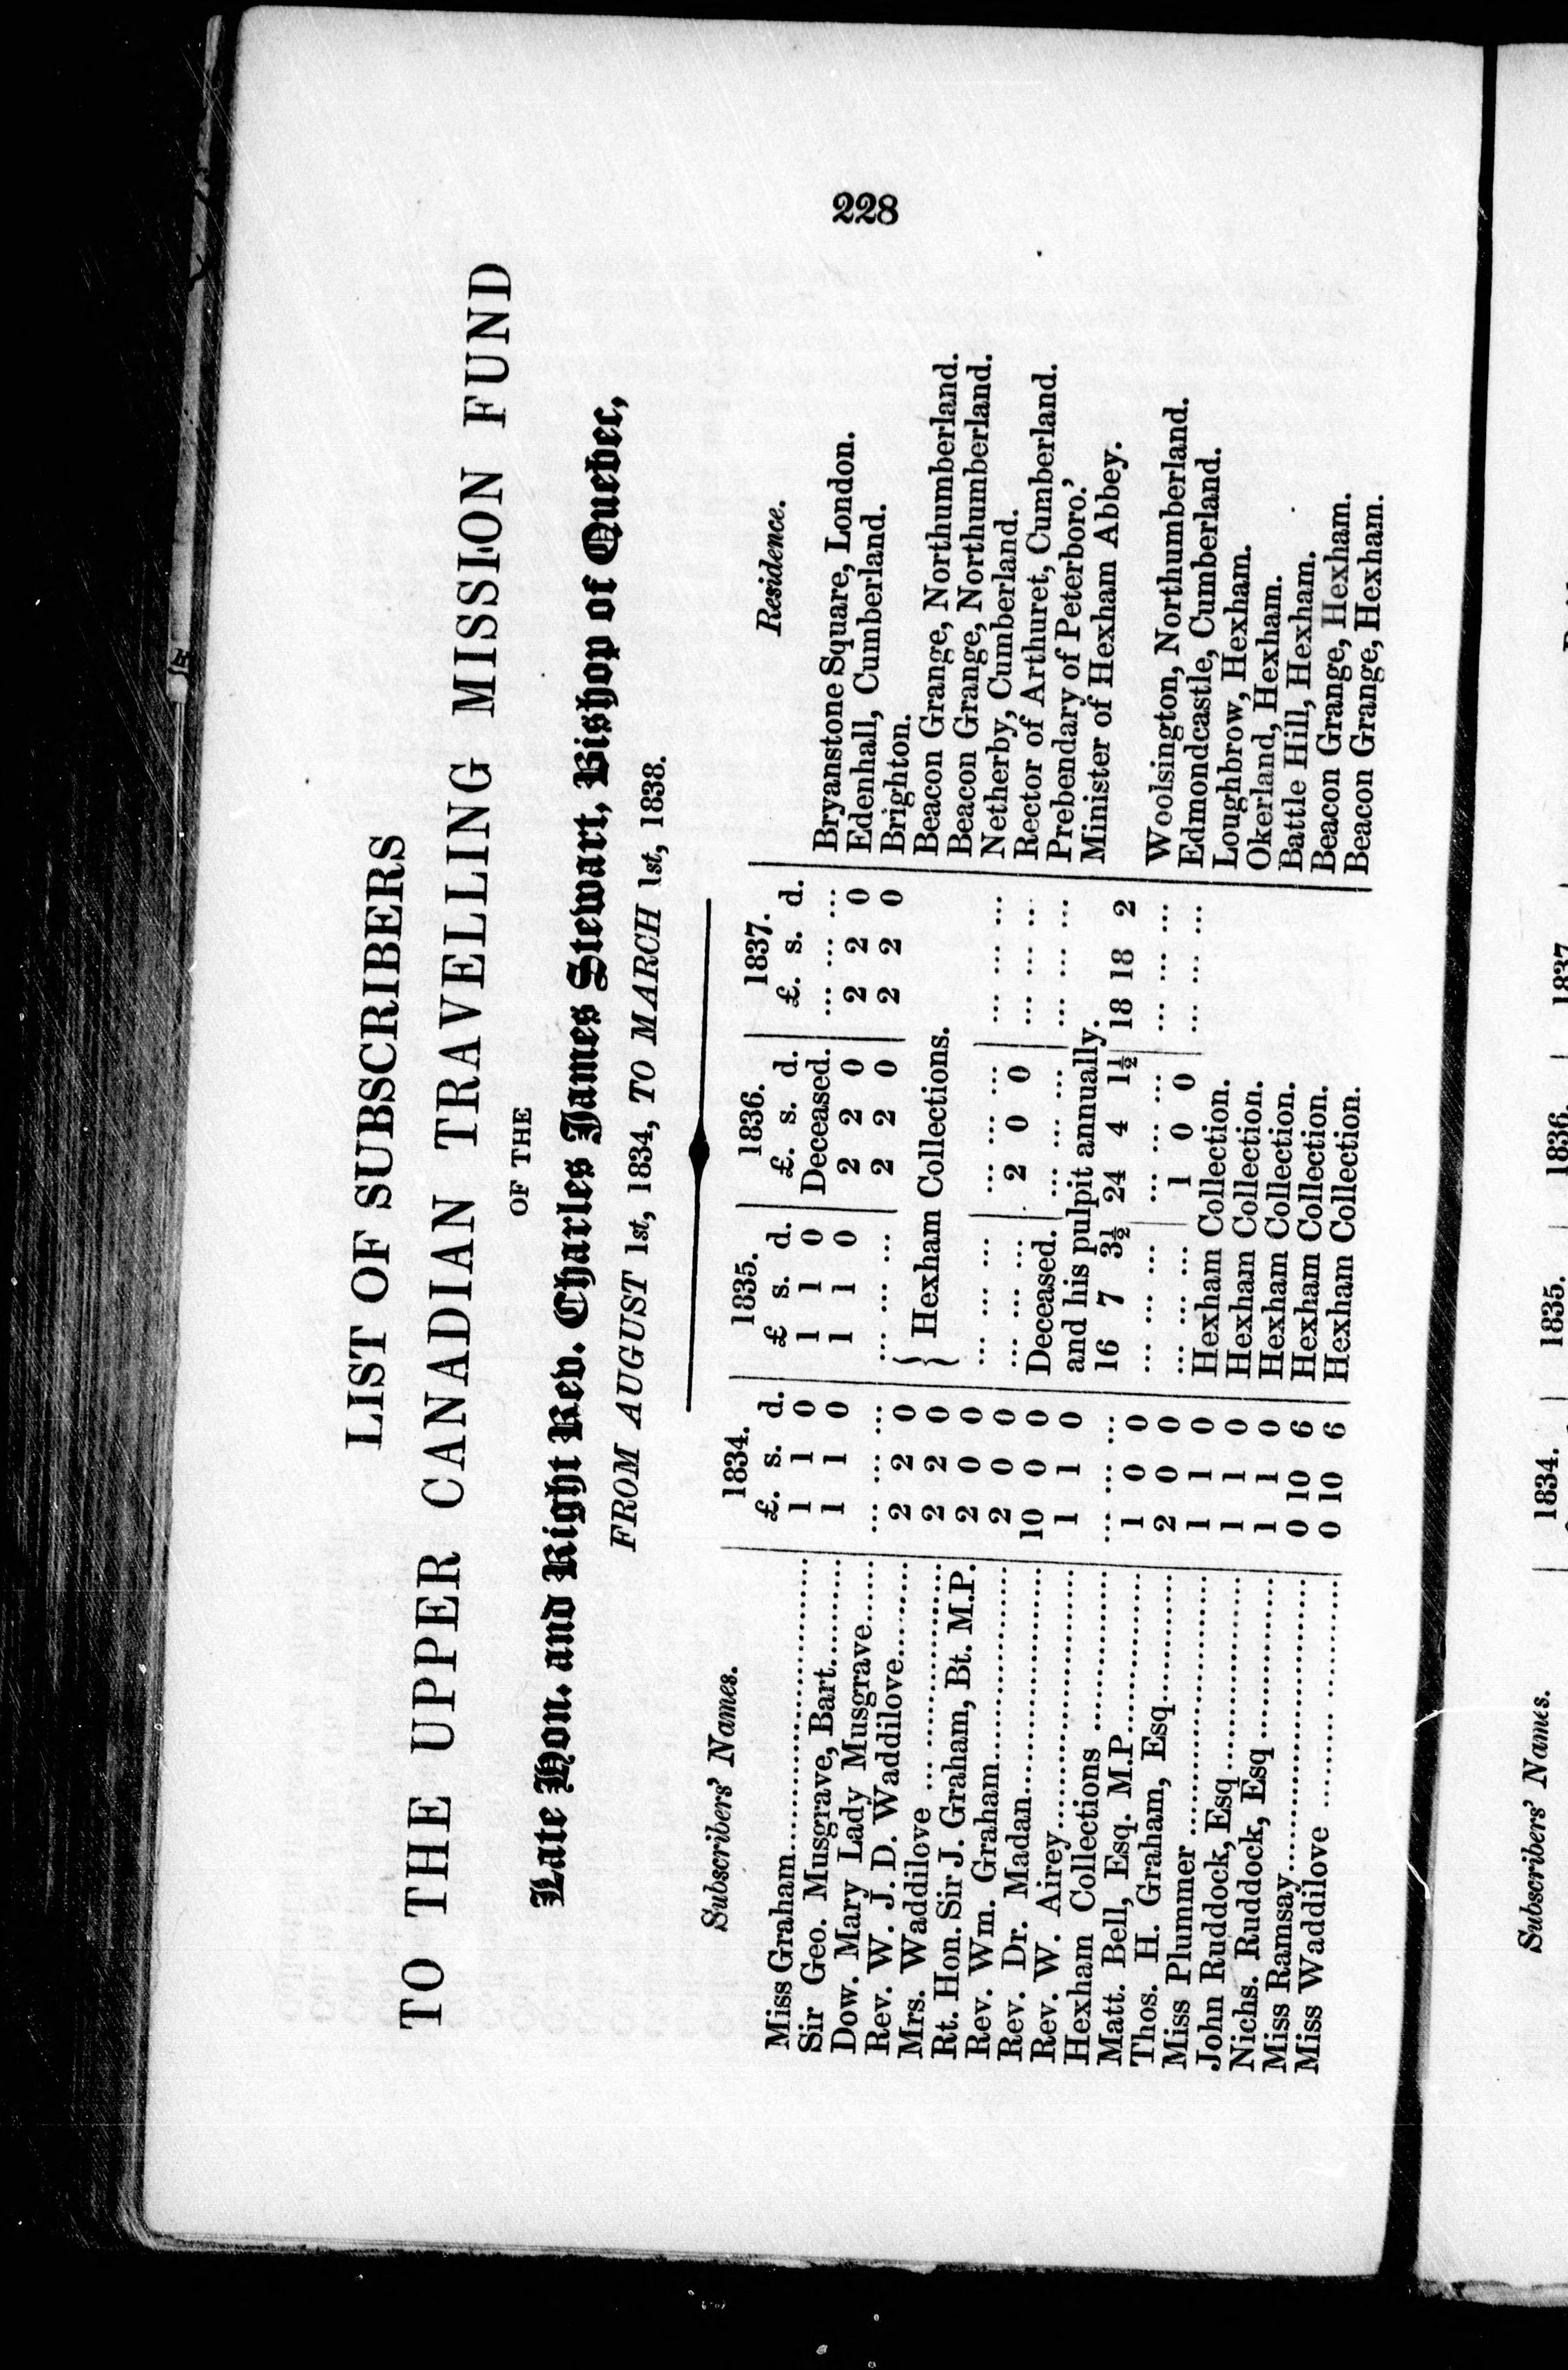 228
LIST OF SUBSCRIBERS
TO THE UPPER CANADIAN TRAVELLING MISSION FUND
OF THE
Late Hon. and Right Rev. Charles James Stewart, Bishop of Quebec,
FROM AUGUST 1st, 1834, TO MARCH 1st, 1838.
Subscribers' Names. 1834. 1835. 1836. 1837. Residence.
£. s. d. £ s. d. £. s. d. £. s. d.
Miss Graham.................... 1 1 0 1 1 0 Deceased. ... ... ... Bryanstone Square, London.
Sir Geo. Musgrave, Bart.......... 1 1 0 1 1 0 2 2 0 2 2 0 Edenhall, Cumberland.
Dow. Mary Lady Musgrave....... ... ... ... ... ... ... 2 2 0 2 2 0 Brighton.
Rev. W. J. D. Waddilove......... 2 2 0 } Hexham Collections. Beacon Grange, Northumberland.
Mrs. Waddilove .................... 2 2 0 Beacon Grange, Northumberland.
Rt. Hon. Sir J. Graham, Bt. M.P. 2 0 0 ... ... ... ... ... ... ... ... ... Netherby, Cumberland.
Rev. Wm. Graham.................. 2 0 0 ... ... ... 2 0 0 ... ... ... Rector of Arthuret, Cumberland.
Rev. Dr. Madan.................... 10 0 0 Deceased. ... ... ... ... ... ... Prebendary of Peterboro.'
Rev. W. Airey...................... 1 1 0 and his pulpit annually. Minister of Hexham Abbey.
Hexham Collections ............... ... ... ... 16 7 3½ 24 4 1½ 18 18 2
Matt. Bell, Esq. M.P............... 1 0 0 ... ... ... ... ... ... ... ... ... Woolsington, Northumberland.
Thos. H. Graham, Esq............ 2 0 0 ... ... ... 1 0 0 ... ... ... Edmondcastle, Cumberland.
Miss Plummer ..................... 1 1 0 Hexham Collection. Loughbrow, Hexham.
John Ruddock, Esq................ 1 1 0 Hexham Collection. Okerland, Hexham.
Nichs. Ruddock, Esq ............. 1 1 0 Hexham Collection. Battle Hill, Hexham.
Miss Ramsay....................... 0 10 6 Hexham Collection. Beacon Grange, Hexham.
Miss Waddilove ................... 0 10 6 Hexham Collection. Beacon Grange, Hexham.
Subscribers' Names. 1834. 1835. 1836. 1837.